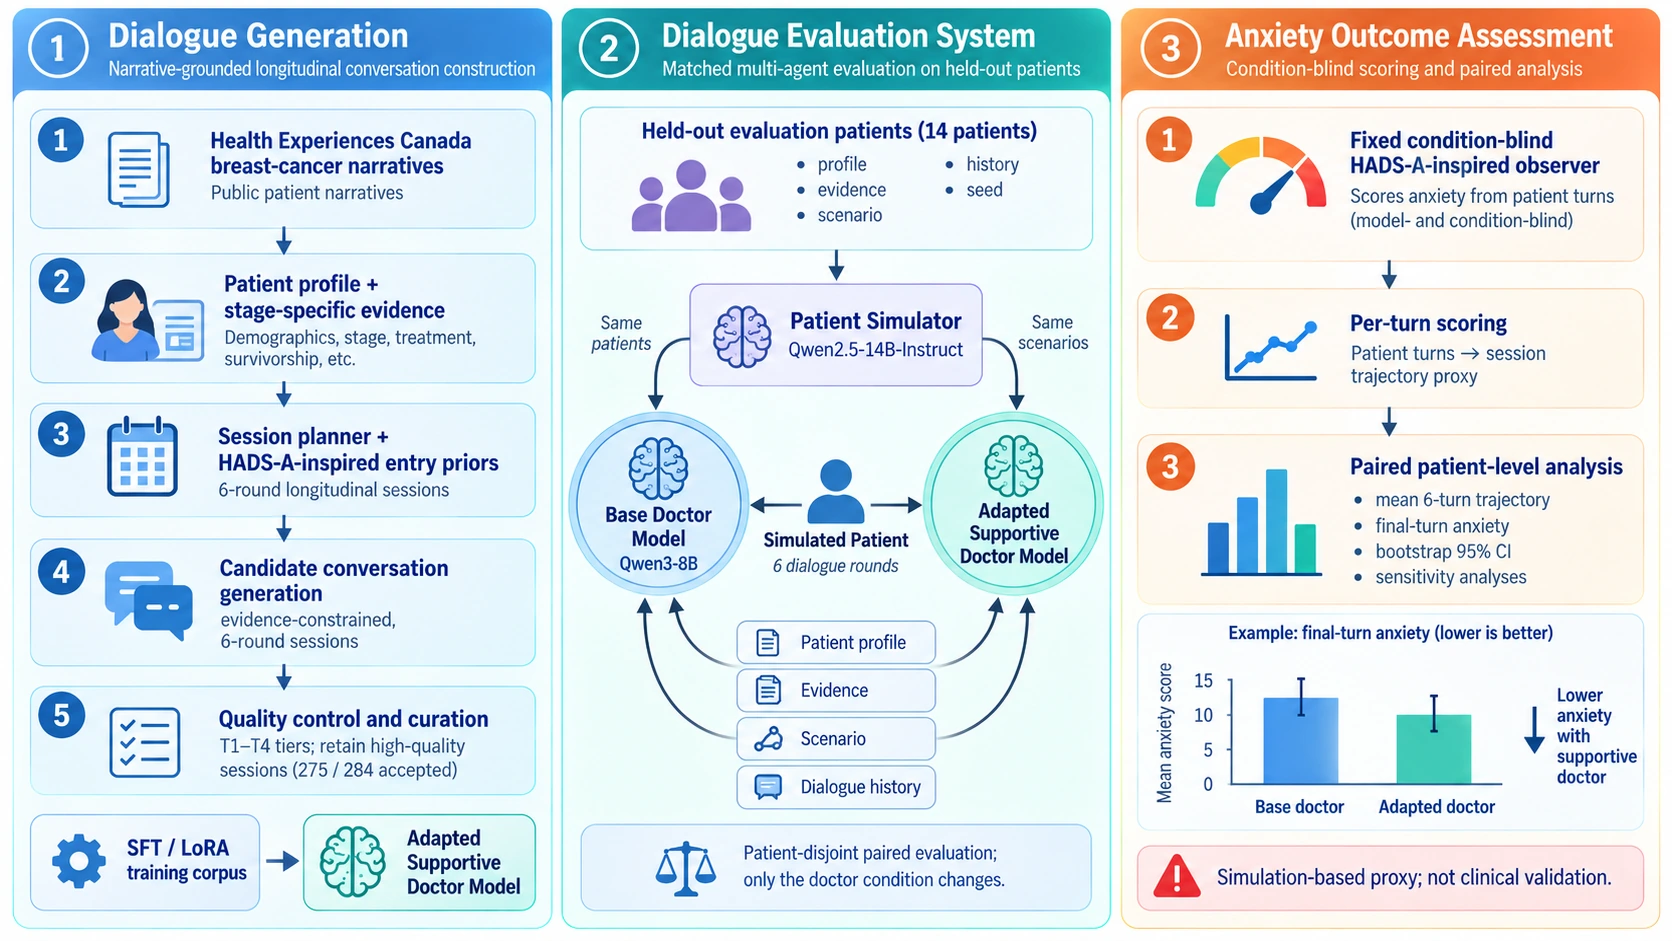 1
Dialogue Generation
Narrative-grounded longitudinal conversation construction
1
Health Experiences Canada
breast-cancer narratives
Public patient narratives
2
Patient profile +
stage-specific evidence
Demographics, stage, treatment,
survivorship, etc.
3
Session planner +
HADS-A-inspired entry priors
6-round longitudinal sessions
4
Candidate conversation
generation
evidence-constrained,
6-round sessions
5
Quality control and curation
T1–T4 tiers; retain high-quality
sessions (275 / 284 accepted)
SFT / LoRA
training corpus
Adapted
Supportive
Doctor Model
2
Dialogue Evaluation System
Matched multi-agent evaluation on held-out patients
Held-out evaluation patients (14 patients)
• profile
• evidence
• scenario
• history
• seed
Same
patients
Patient Simulator
Qwen2.5-14B-Instruct
Same
scenarios
Base Doctor
Model
Qwen3-8B
Simulated Patient
6 dialogue rounds
Adapted
Supportive
Doctor Model
Patient profile
Evidence
Scenario
Dialogue history
Patient-disjoint paired evaluation;
only the doctor condition changes.
3
Anxiety Outcome Assessment
Condition-blind scoring and paired analysis
1
Fixed condition-blind
HADS-A-inspired observer
Scores anxiety from patient turns
(model- and condition-blind)
2
Per-turn scoring
Patient turns → session
trajectory proxy
3
Paired patient-level analysis
• mean 6-turn trajectory
• final-turn anxiety
• bootstrap 95% CI
• sensitivity analyses
Example: final-turn anxiety (lower is better)
Mean anxiety score
15
10
5
0
Base doctor
Adapted doctor
Lower
anxiety
with
supportive
doctor
Simulation-based proxy; not clinical validation.